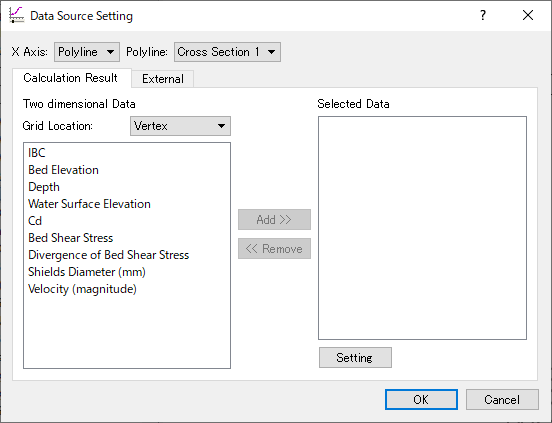 Data Source Setting
?
X Axis: Polyline Polyline: Cross Section 1
Calculation Result External
Two dimensional Data
Selected Data
Grid Location: Vertex
IBC
Bed Elevation
Depth
Water Surface Elevation
Cd
Bed Shear Stress
Divergence of Bed Shear Stress
Shields Diameter (mm)
Velocity (magnitude)
Add >>
<< Remove
Setting
OK Cancel